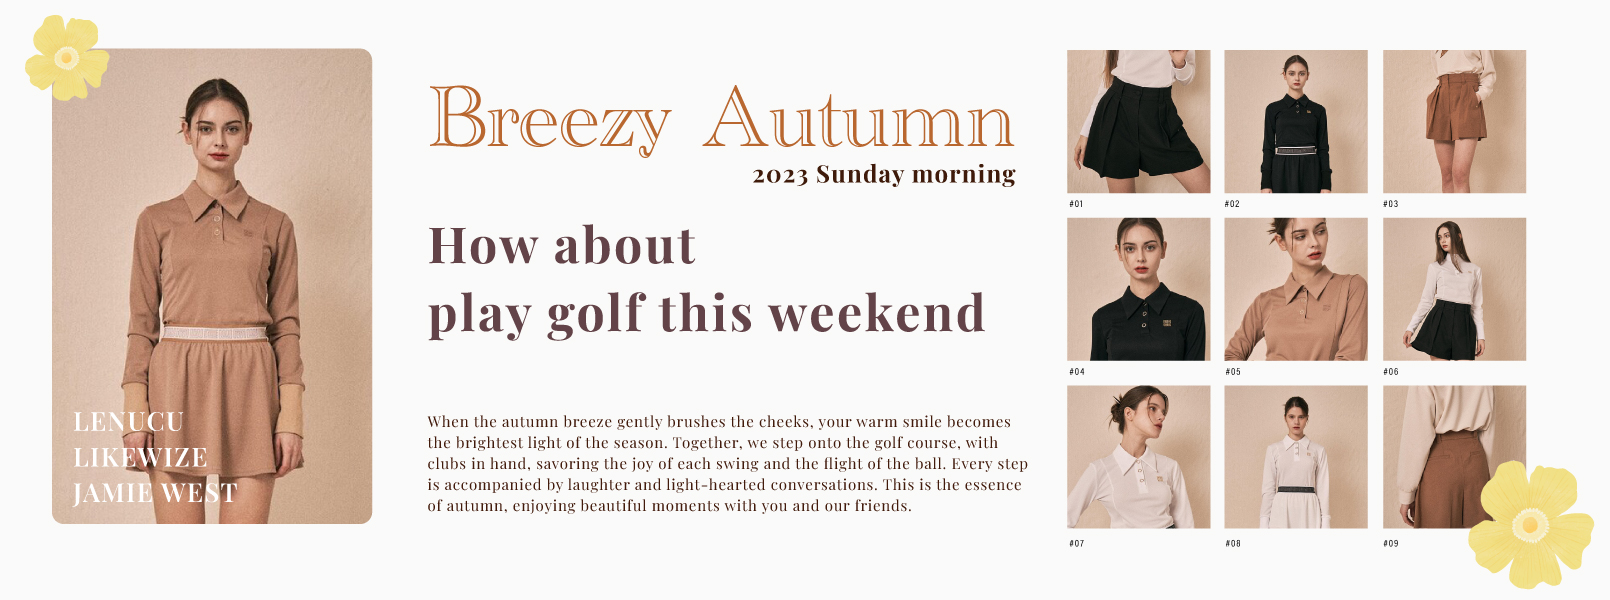 LENUCU
LIKEWIZE
JAMIE WEST
Breezy Autumn
2023 Sunday morning
How about
play golf this weekend
When the autumn breeze gently brushes the cheeks, your warm smile becomes
the brightest light of the season. Together, we step onto the golf course, with
clubs in hand, savoring the joy of each swing and the flight of the ball. Every step
is accompanied by laughter and light-hearted conversations. This is the essence
of autumn, enjoying beautiful moments with you and our friends.
#01
#02
#03
#04
#05
#06
#07
#08
#09